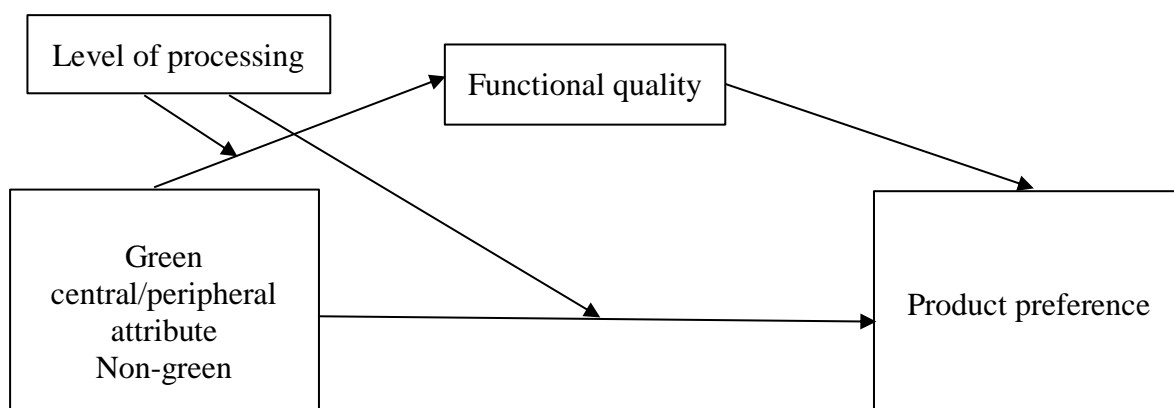 Level of processing
Functional quality
Green
central/peripheral
attribute
Non-green
Product preference